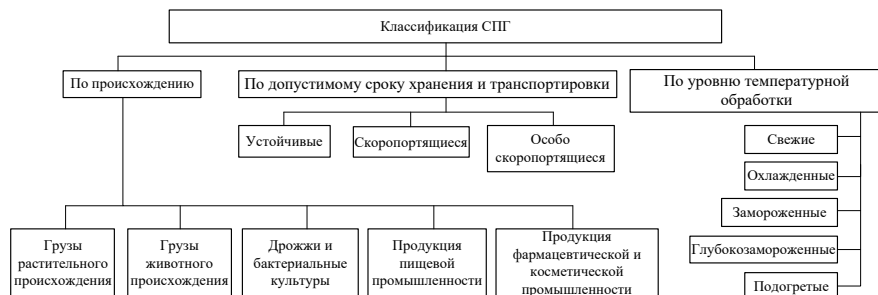 Классификация СПГ
По происхождению
По допустимому сроку хранения и транспортировки
По уровню температурной
обработки
Устойчивые
Скоропортящиеся
Особо
скоропортящиеся
Свежие
Охлажденные
Замороженные
Глубокозамороженные
Подогретые
Грузы
растительного
происхождения
Грузы
животного
происхождения
Дрожжи и
бактериальные
культуры
Продукция
пищевой
промышленности
Продукция
фармацевтической и
косметической
промышленности